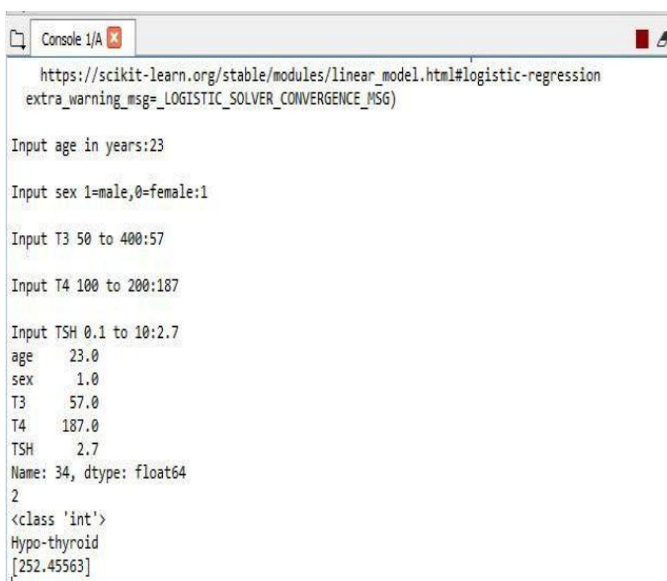 Console 1/A
https://scikit-learn.org/stable/modules/linear_model.html#logistic-regression
extra_warning_msg=_LOGISTIC_SOLVER_CONVERGENCE_MSG)
Input age in years:23
Input sex 1=male,0=female:1
Input T3 50 to 400:57
Input T4 100 to 200:187
Input TSH 0.1 to 10:2.7
age 23.0
sex 1.0
T3 57.0
T4 187.0
TSH 2.7
Name: 34, dtype: float64
2
<class 'int'>
Hypo-thyroid
[252.45563]